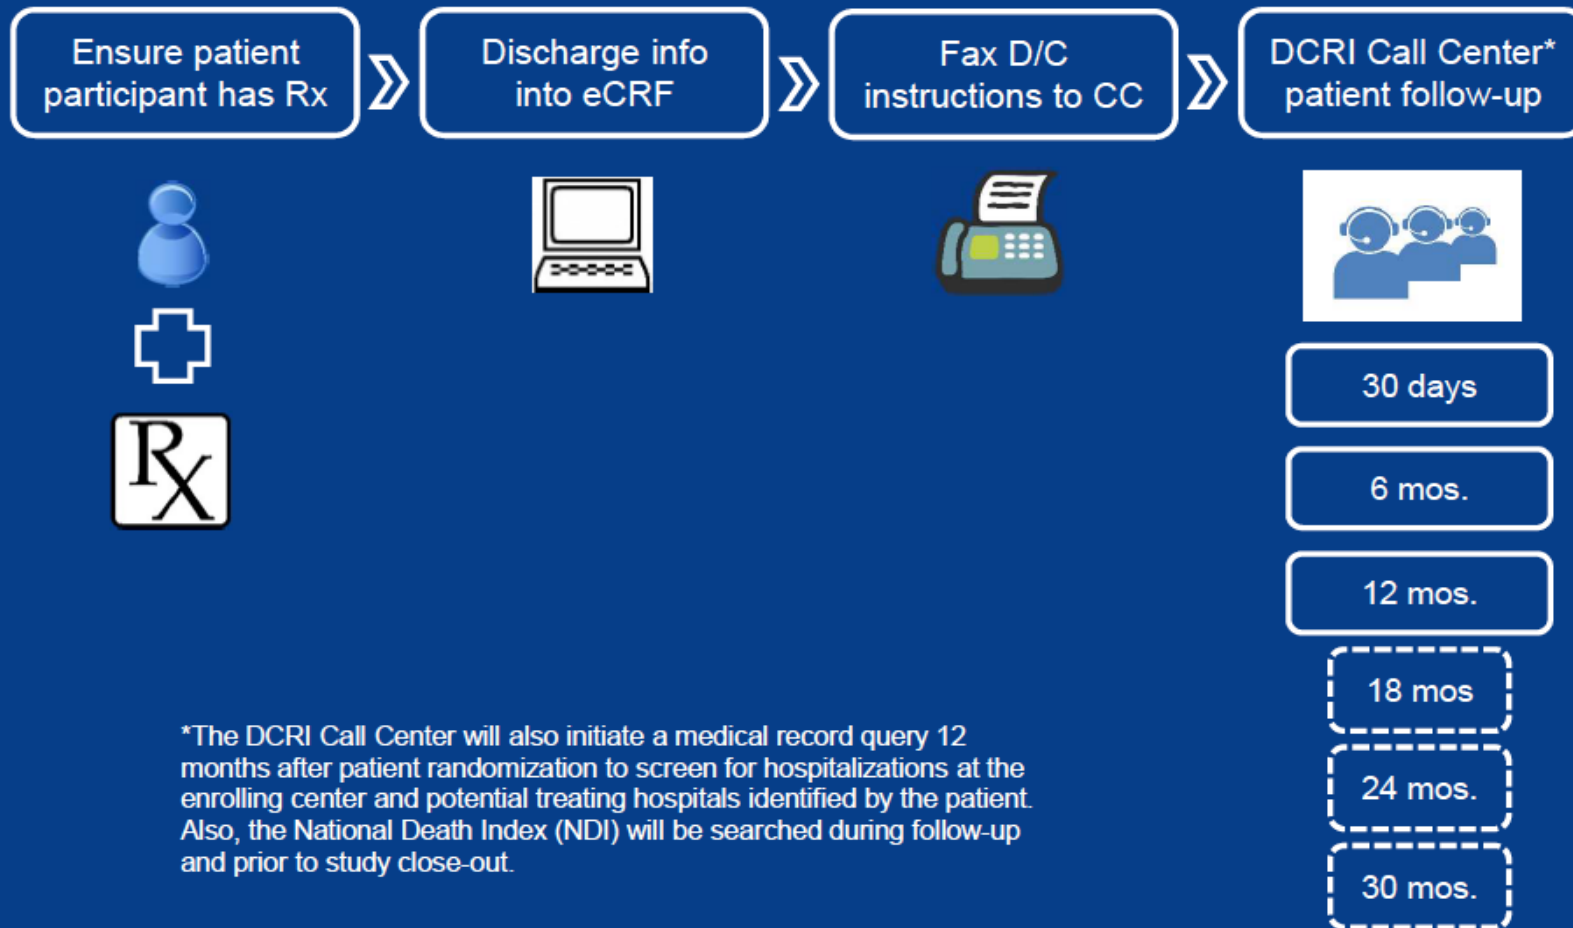 Ensure patient
participant has Rx
Discharge info
into eCRF
Fax D/C
instructions to CC
DCRI Call Center*
patient follow-up
Rx
30 days
6 mos.
12 mos.
18 mos
24 mos.
30 mos.
*The DCRI Call Center will also initiate a medical record query 12
months after patient randomization to screen for hospitalizations at the
enrolling center and potential treating hospitals identified by the patient.
Also, the National Death Index (NDI) will be searched during follow-up
and prior to study close-out.